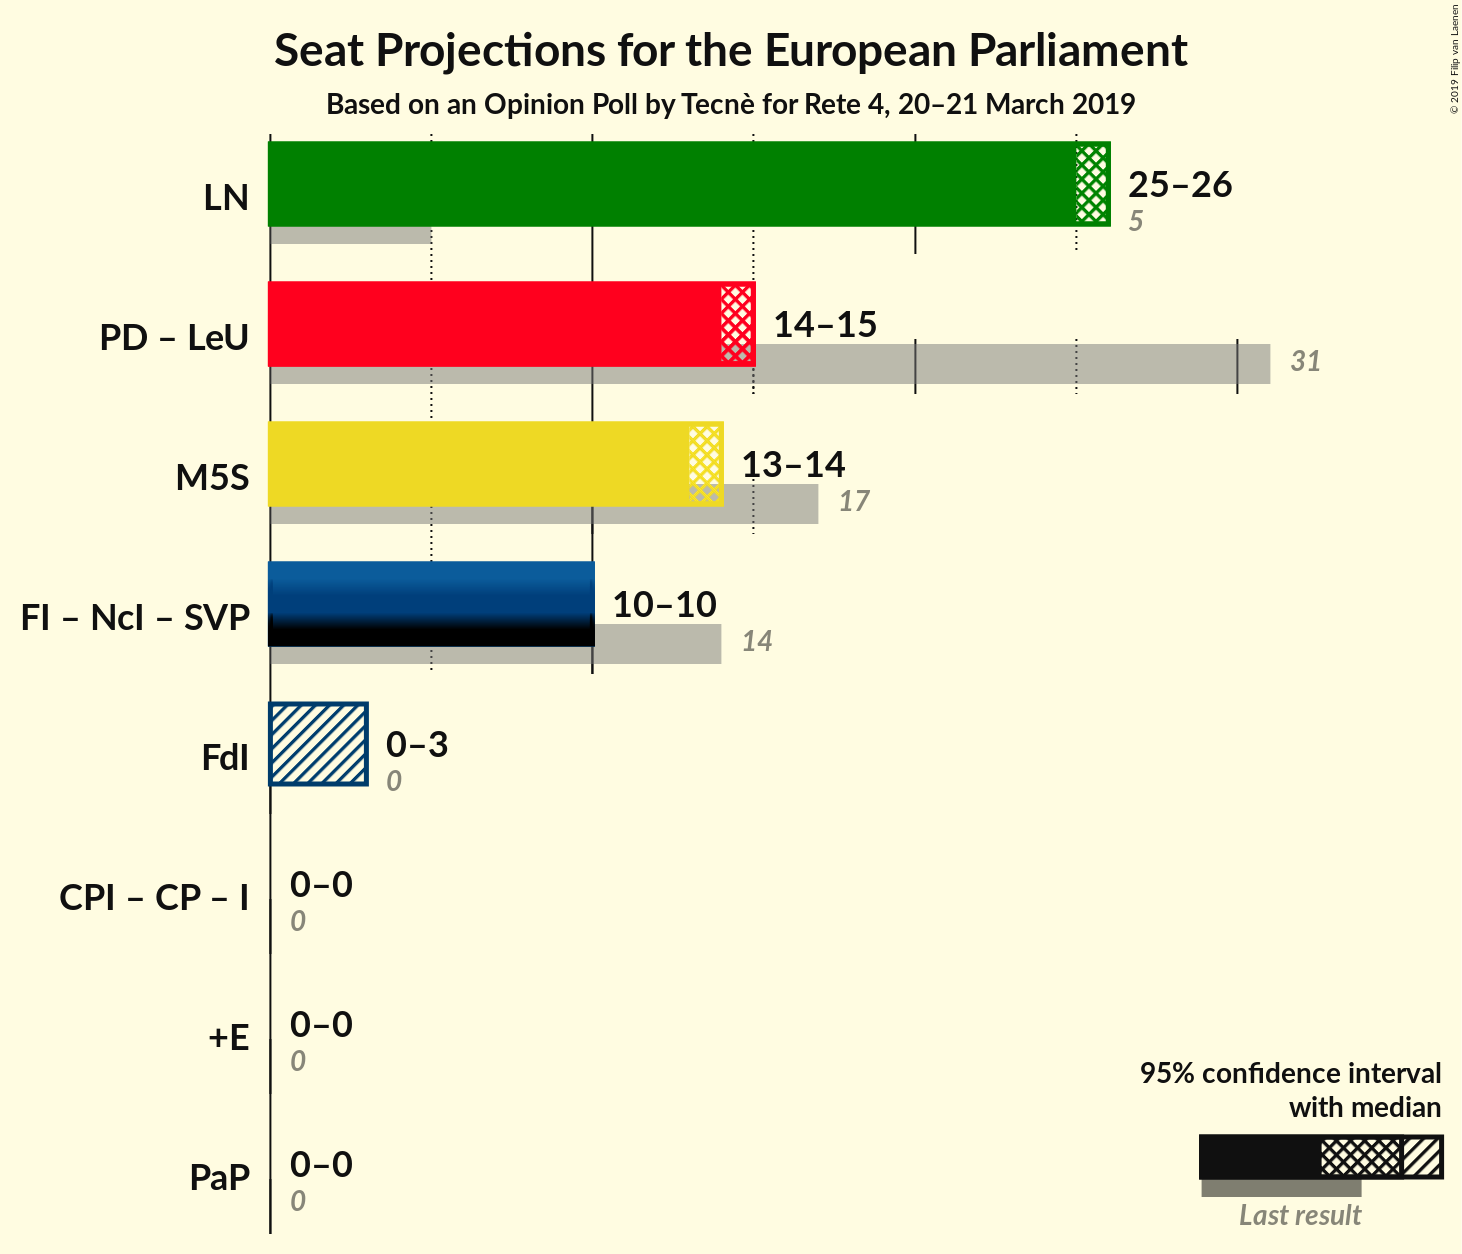 Seat Projections for the European Parliament
Based on an Opinion Poll by Tecnè for Rete 4, 20–21 March 2019
© 2019 Filip van Laenen
LN
25–26
5
PD – LeU
14–15
31
M5S
13–14
17
FI – NcI – SVP
10–10
14
FdI
0–3
0
CPI – CP – I
0–0
0
+E
0–0
0
PaP
0–0
0
95% confidence interval
with median
Last result